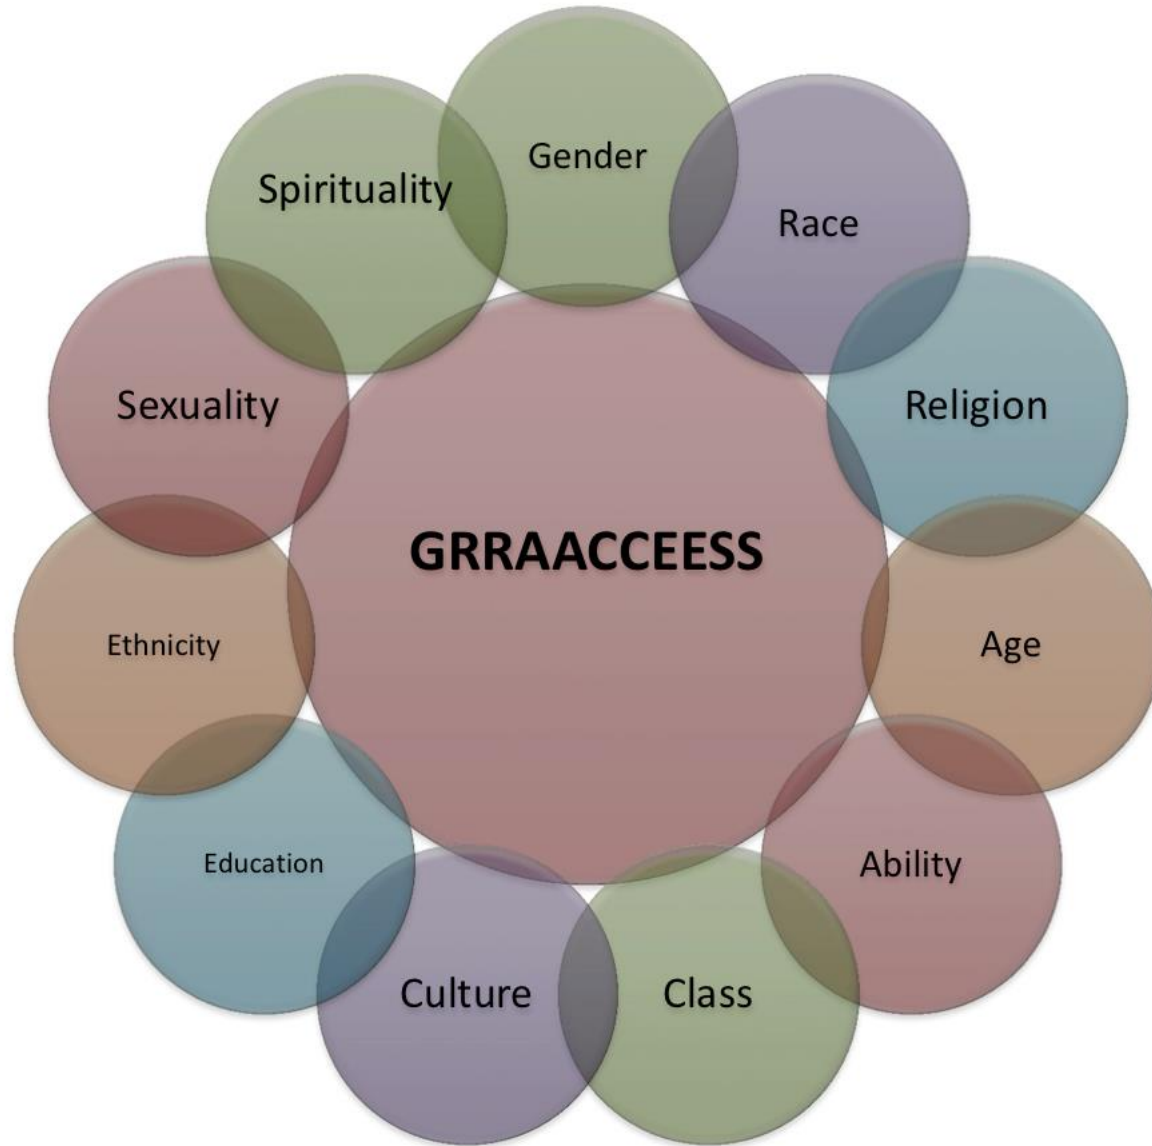 Gender
Race
Religion
Age
Ability
Class
Culture
Education
Ethnicity
Sexuality
Spirituality
GRRAACCEESS